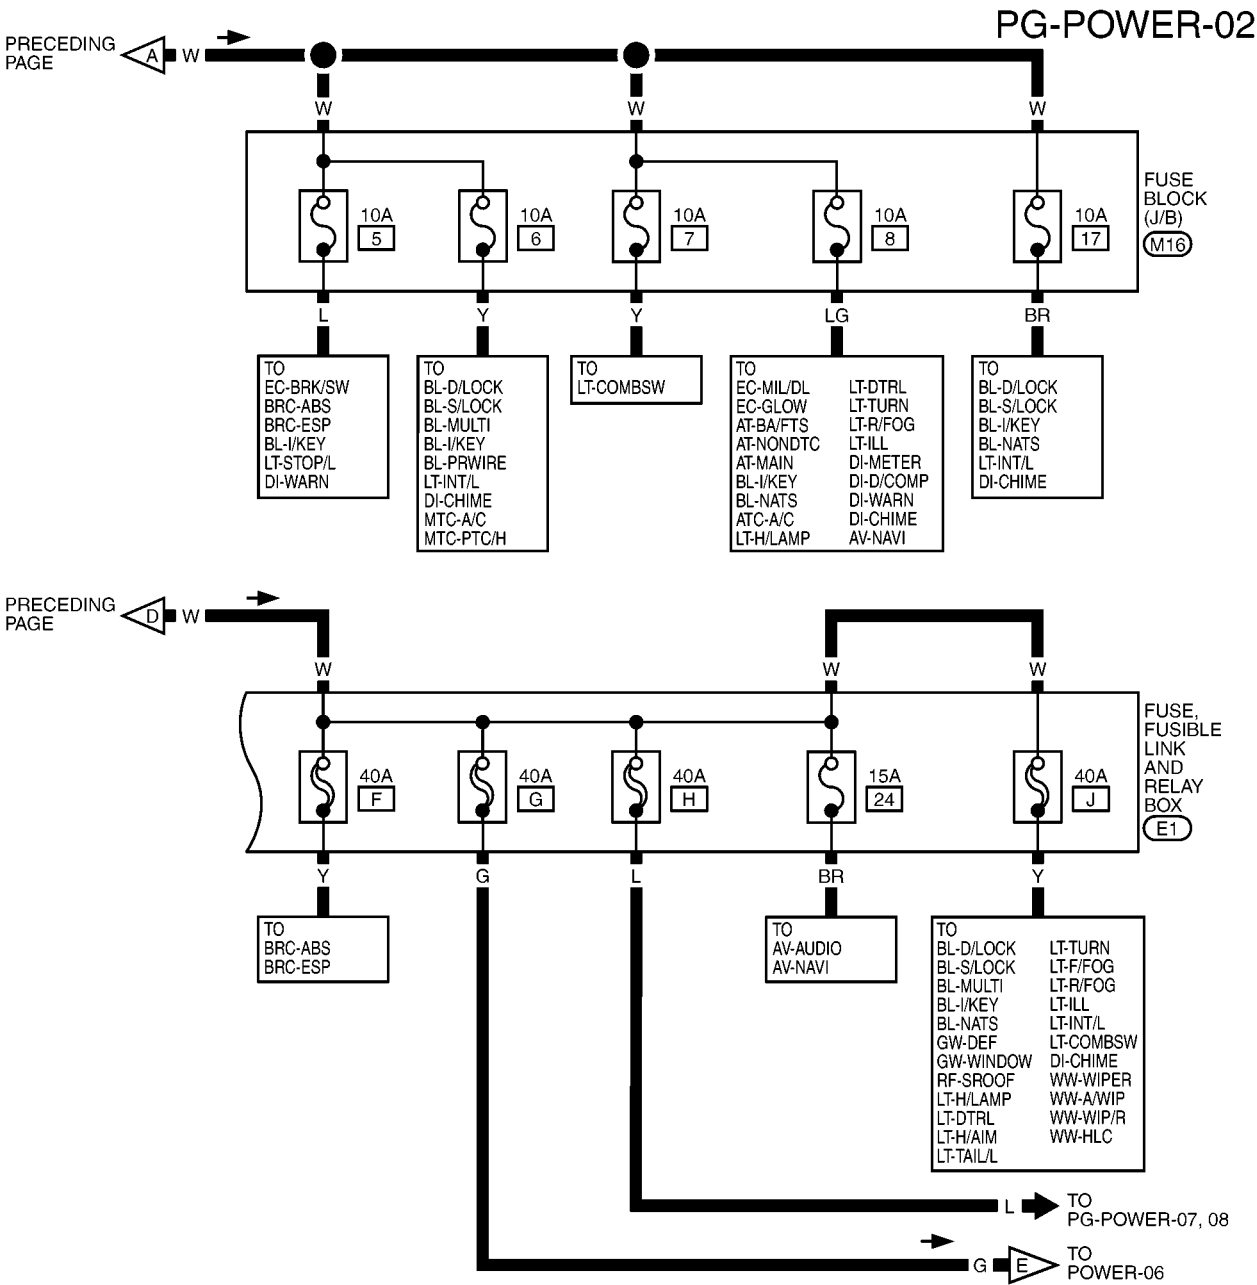 PG-POWER-02
PRECEDING
PAGE
A
W
W
W
W
10A
5
10A
6
10A
7
10A
8
10A
17
FUSE
BLOCK
(J/B)
M16
L
Y
Y
LG
BR
TO
EC-BRK/SW
BRC-ABS
BRC-ESP
BL-I/KEY
LT-STOP/L
DI-WARN
TO
BL-D/LOCK
BL-S/LOCK
BL-MULTI
BL-I/KEY
BL-PRWIRE
LT-INT/L
DI-CHIME
MTC-A/C
MTC-PTC/H
TO
LT-COMBSW
TO
EC-MIL/DL
EC-GLOW
AT-BA/FTS
AT-NONDTC
AT-MAIN
BL-I/KEY
BL-NATS
ATC-A/C
LT-H/LAMP
LT-DTRL
LT-TURN
LT-R/FOG
LT-ILL
DI-METER
DI-D/COMP
DI-WARN
DI-CHIME
AV-NAVI
TO
BL-D/LOCK
BL-S/LOCK
BL-I/KEY
BL-NATS
LT-INT/L
DI-CHIME
PRECEDING
PAGE
D
W
W
W
W
40A
F
40A
G
40A
H
15A
24
40A
J
FUSE,
FUSIBLE
LINK
AND
RELAY
BOX
E1
Y
G
L
BR
Y
TO
BRC-ABS
BRC-ESP
TO
AV-AUDIO
AV-NAVI
TO
BL-D/LOCK
BL-S/LOCK
BL-MULTI
BL-I/KEY
BL-NATS
GW-DEF
GW-WINDOW
RF-SROOF
LT-H/LAMP
LT-DTRL
LT-H/AIM
LT-TAIL/L
LT-TURN
LT-F/FOG
LT-R/FOG
LT-ILL
LT-INT/L
LT-COMBSW
DI-CHIME
WW-WIPER
WW-A/WIP
WW-WIP/R
WW-HLC
L
TO
PG-POWER-07, 08
G
E
TO
POWER-06